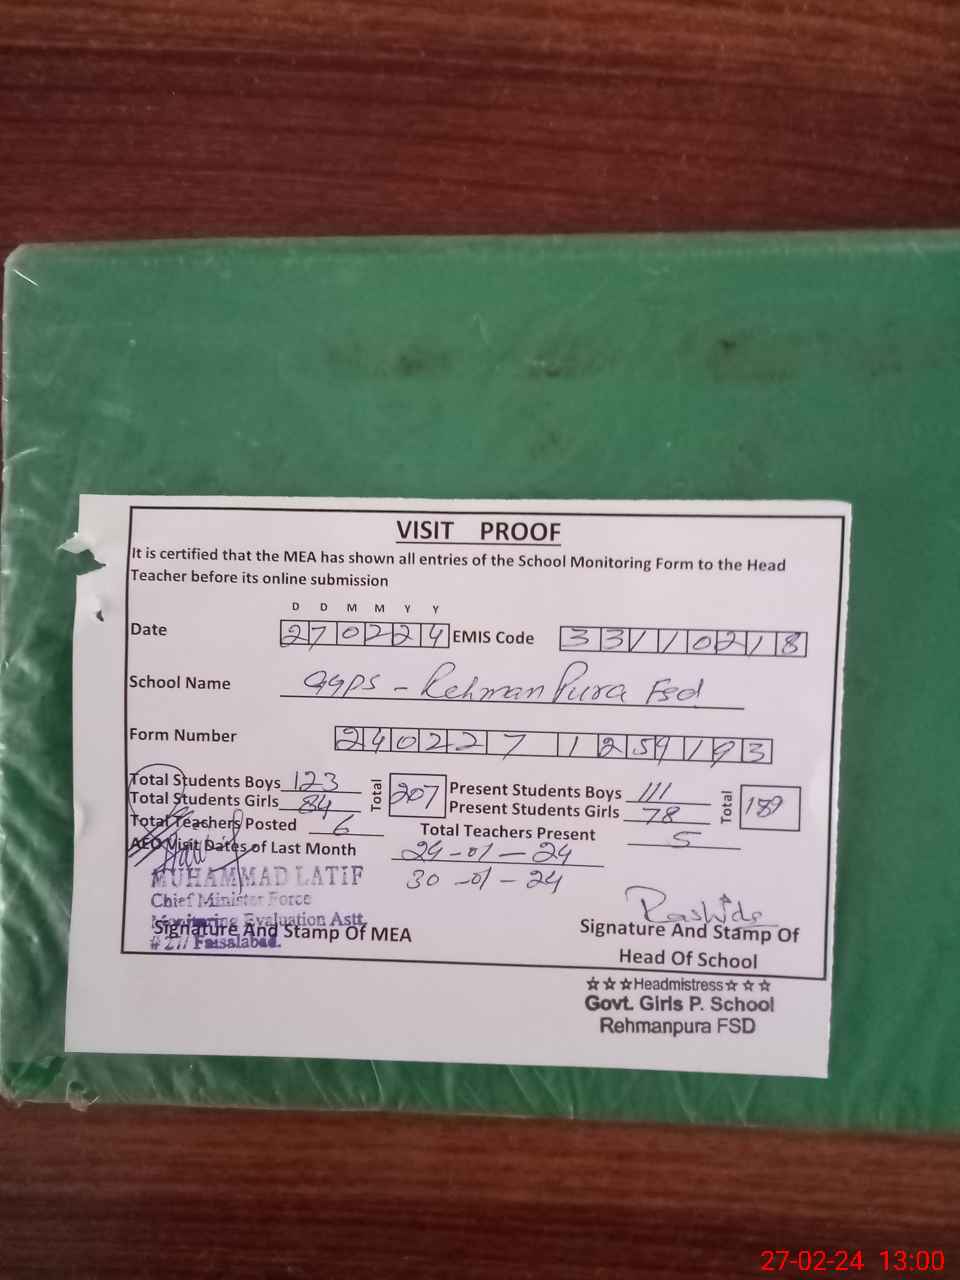 VISIT PROOF
It is certified that the MEA has shown all entries of the School Monitoring Form to the Head
Teacher before its online submission
D D M M Y Y
Date 270224 EMIS Code 33110218
School Name GGPS - Rehman Pura Fsd
Form Number 240227 1259193
Total Students Boys 123
Total Students Girls 84
Total 207
Present Students Boys 111
Present Students Girls 78
Total 189
Total Teachers Posted 6 Total Teachers Present 5
AEO Visit Dates of Last Month 24-01-24
30-01-24
MUHAMMAD LATIF
Chief Minister Force
Monitoring Evaluation Astt.
Faisalabad.
Signature And Stamp Of MEA
Rashida
Signature And Stamp Of
Head Of School
☆☆☆Headmistress☆☆☆
Govt. Girls P. School
Rehmanpura FSD
27-02-24 13:00